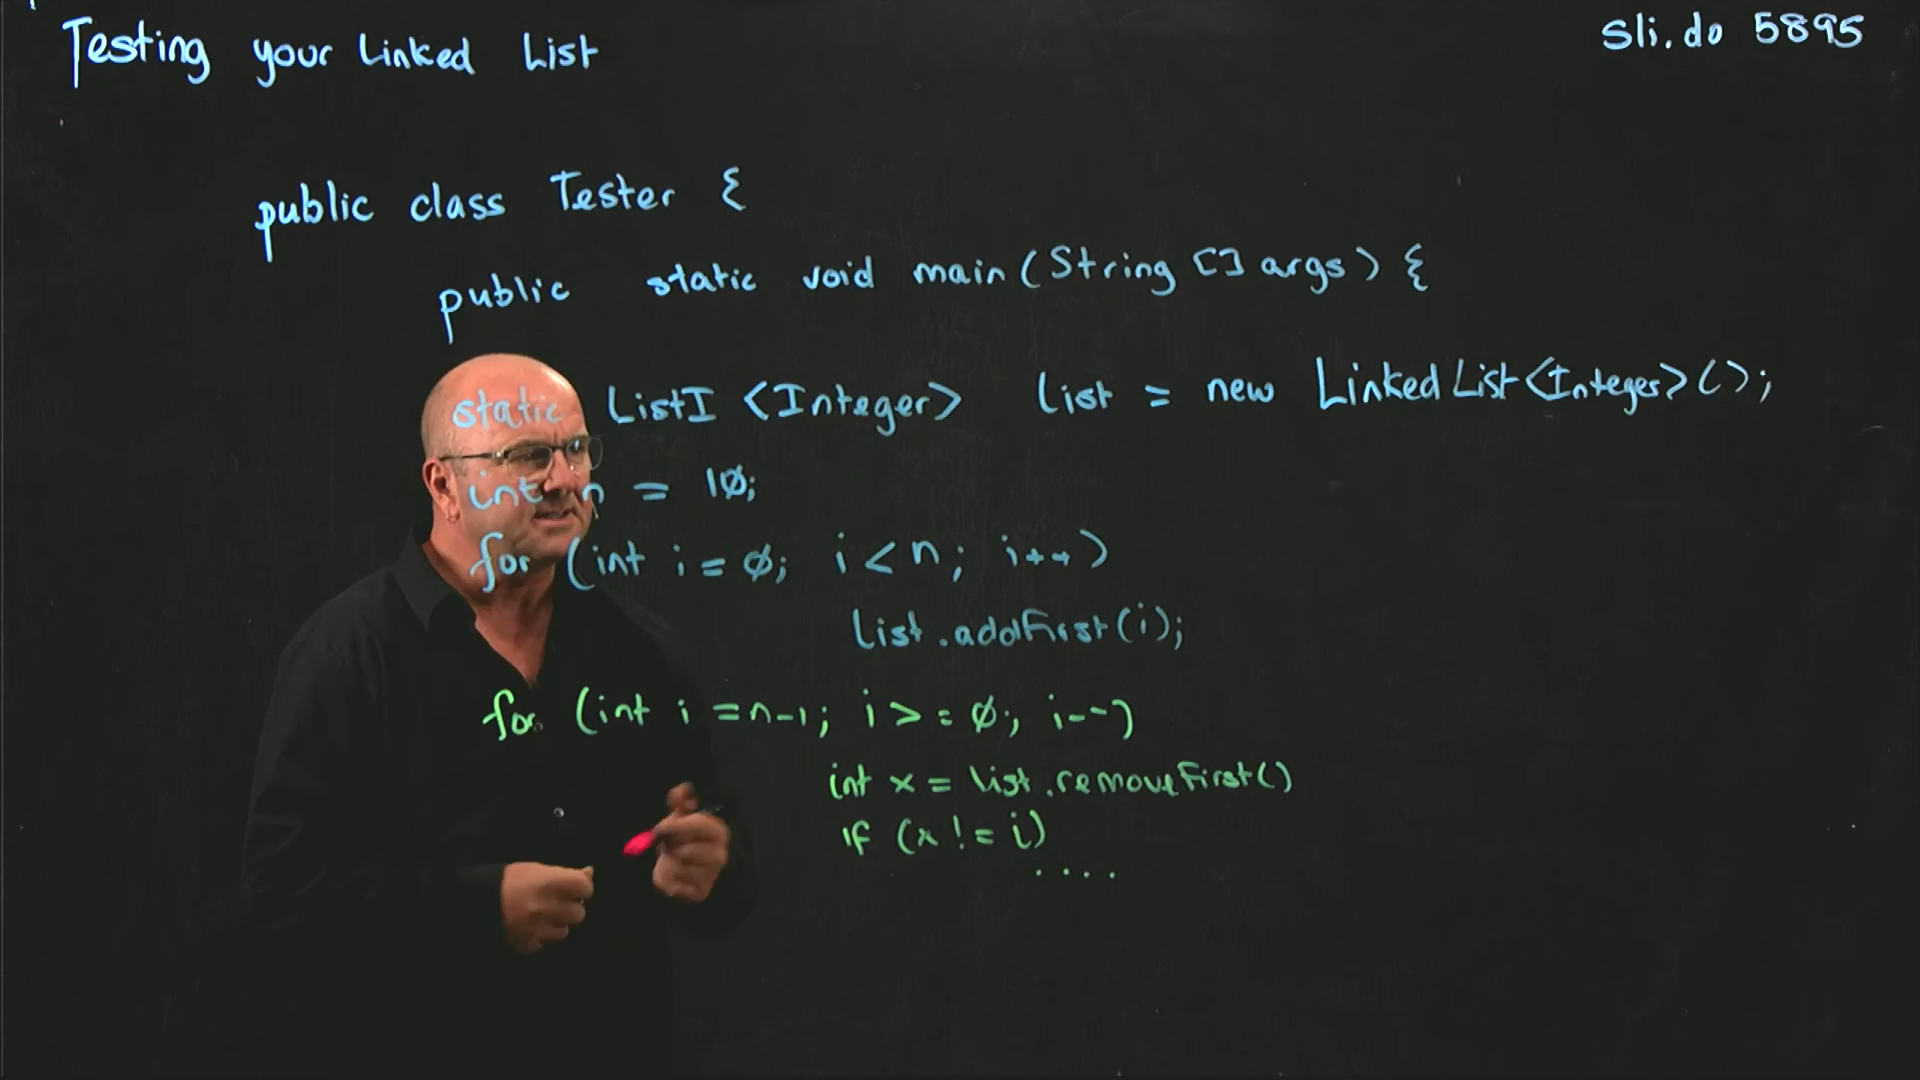 Testing your Linked List
Sli.do 5895
public class Tester {
public static void main(String [] args) {
static ListI <Integer> list = new LinkedList<Integer>();
int n = 10;
for (int i = 0; i < n; i++)
list.addFirst(i);
for (int i = n-1; i >= 0; i--)
int x = list.removeFirst()
if (x != i)
....